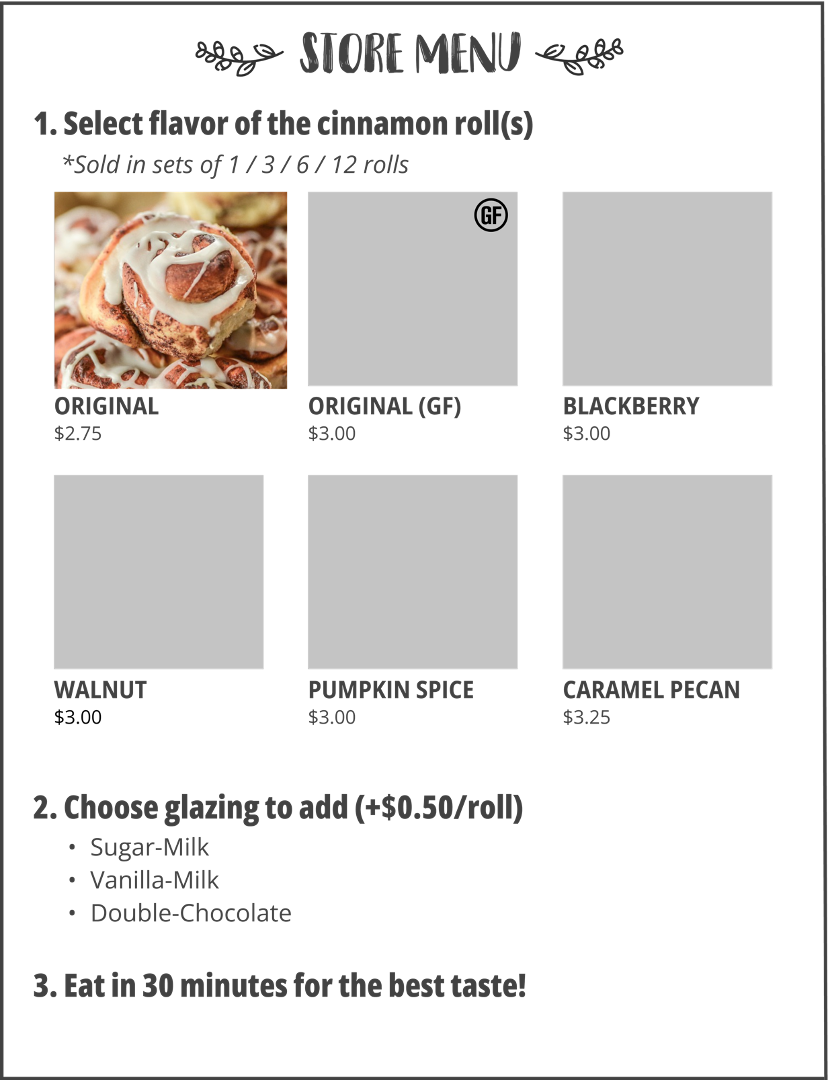 STORE MENU
1. Select flavor of the cinnamon roll(s)
*Sold in sets of 1 / 3 / 6 / 12 rolls
GF
ORIGINAL
$2.75
ORIGINAL (GF)
$3.00
BLACKBERRY
$3.00
WALNUT
$3.00
PUMPKIN SPICE
$3.00
CARAMEL PECAN
$3.25
2. Choose glazing to add (+$0.50/roll)
• Sugar-Milk
• Vanilla-Milk
• Double-Chocolate
3. Eat in 30 minutes for the best taste!